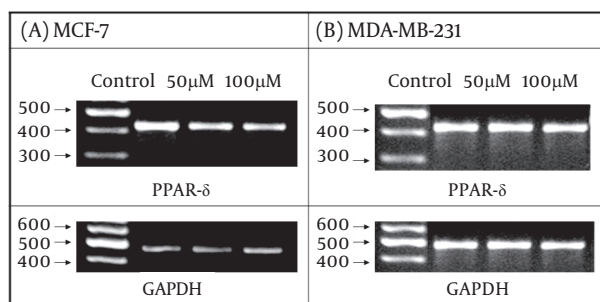 (A) MCF-7
Control 50μM 100μM
500→
400→
300→
PPAR-δ
600→
500→
400→
GAPDH
(B) MDA-MB-231
Control 50μM 100μM
500→
400→
300→
PPAR-δ
600→
500→
400→
GAPDH